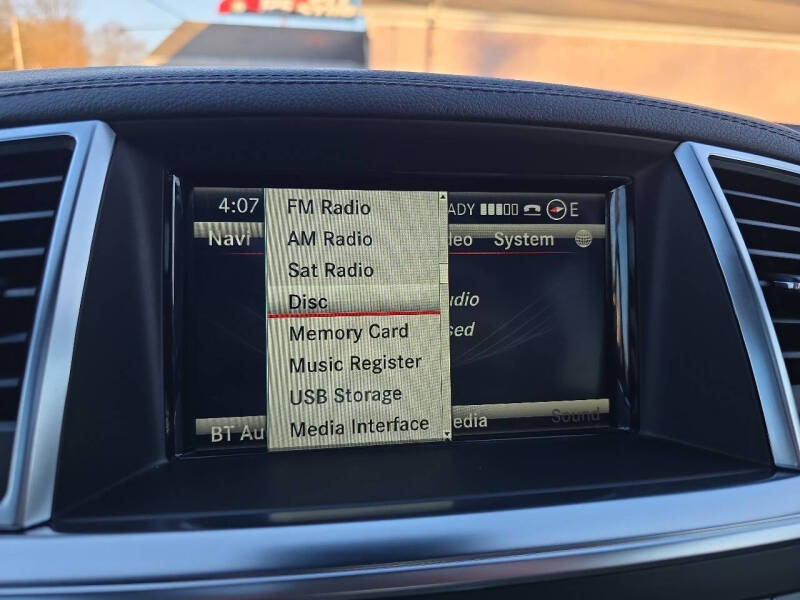 4:07
ADY
E
Navi
System
FM Radio
AM Radio
Sat Radio
Disc
Memory Card
Music Register
USB Storage
Media Interface
BT Au
edia
Sound
udio
sed
deo